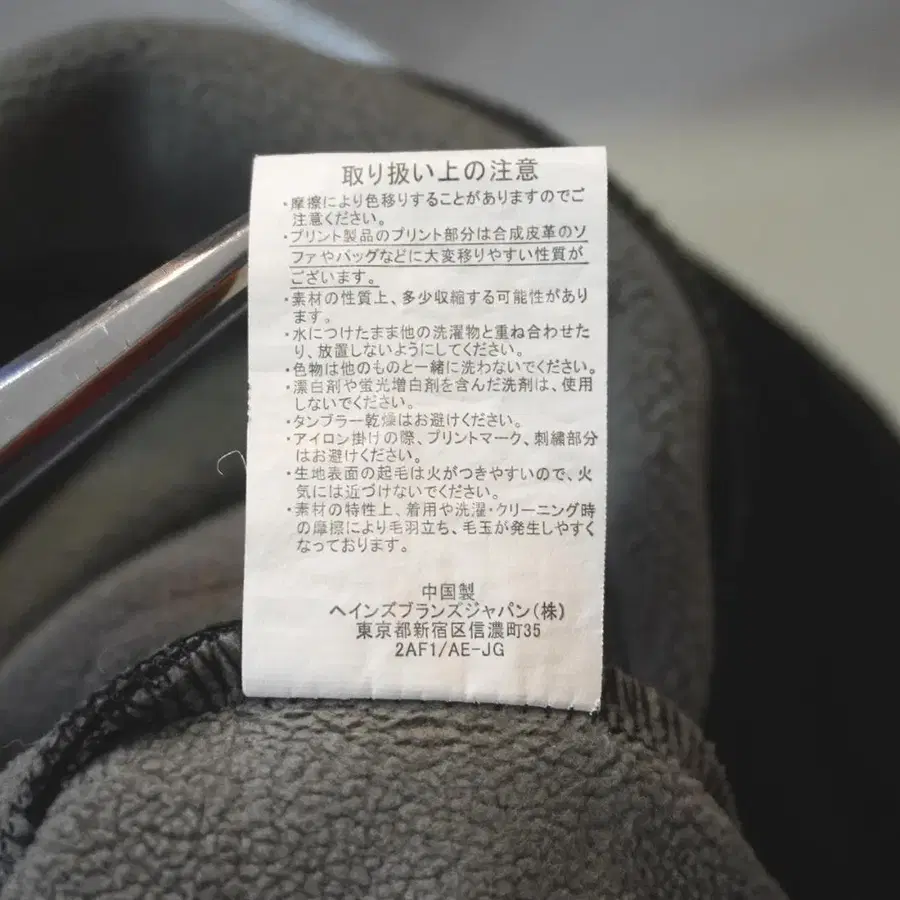 取り扱い上の注意
・摩擦により色移りすることがありますのでご
注意ください。
・プリント製品のプリント部分は合成皮革のソ
ファやバッグなどに大変移りやすい性質が
ございます。
・素材の性質上、多少収縮する可能性があり
ます。
・水につけたまま他の洗濯物と重ね合わせた
り、放置しないようにしてください。
・色物は他のものと一緒に洗わないでください。
・漂白剤や蛍光増白剤を含んだ洗剤は、使用
しないでください。
・タンブラー乾燥はお避けください。
・アイロン掛けの際、プリントマーク、刺繍部分
はお避けください。
・生地表面の起毛は火がつきやすいので、火
気には近づけないでください。
・素材の特性上、着用や洗濯・クリーニング時
の摩擦により毛羽立ち、毛玉が発生しやすく
なっております。
中国製
ヘインズブランズジャパン(株)
東京都新宿区信濃町35
2AF1/AE-JG